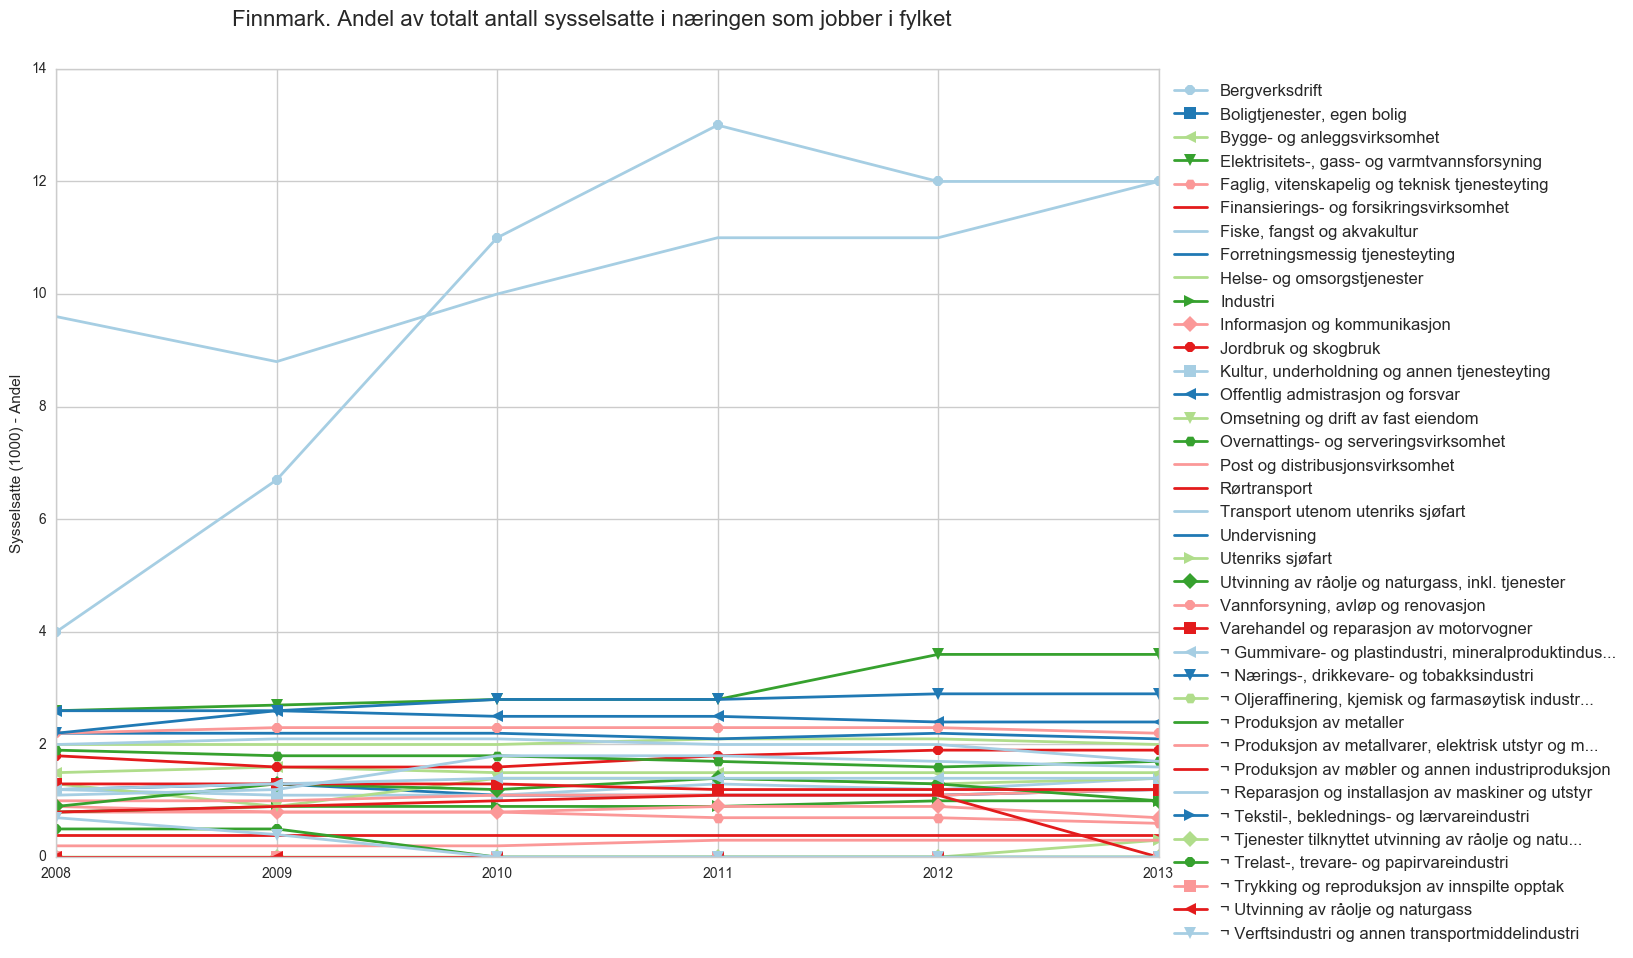 Finnmark. Andel av totalt antall sysselsatte i næringen som jobber i fylket
Sysselsatte (1000) - Andel
14
12
10
8
6
4
2
0
2008 2009 2010 2011 2012 2013
Bergverksdrift
Boligtjenester, egen bolig
Bygge- og anleggsvirksomhet
Elektrisitets-, gass- og varmtvannsforsyning
Faglig, vitenskapelig og teknisk tjenesteyting
Finansierings- og forsikringsvirksomhet
Fiske, fangst og akvakultur
Forretningsmessig tjenesteyting
Helse- og omsorgstjenester
Industri
Informasjon og kommunikasjon
Jordbruk og skogbruk
Kultur, underholdning og annen tjenesteyting
Offentlig admistrasjon og forsvar
Omsetning og drift av fast eiendom
Overnattings- og serveringsvirksomhet
Post og distribusjonsvirksomhet
Rørtransport
Transport utenom utenriks sjøfart
Undervisning
Utenriks sjøfart
Utvinning av råolje og naturgass, inkl. tjenester
Vannforsyning, avløp og renovasjon
Varehandel og reparasjon av motorvogner
¬ Gummivare- og plastindustri, mineralproduktindus...
¬ Nærings-, drikkevare- og tobakksindustri
¬ Oljeraffinering, kjemisk og farmasøytisk industr...
¬ Produksjon av metaller
¬ Produksjon av metallvarer, elektrisk utstyr og m...
¬ Produksjon av møbler og annen industriproduksjon
¬ Reparasjon og installasjon av maskiner og utstyr
¬ Tekstil-, beklednings- og lærvareindustri
¬ Tjenester tilknyttet utvinning av råolje og natu...
¬ Trelast-, trevare- og papirvareindustri
¬ Trykking og reproduksjon av innspilte opptak
¬ Utvinning av råolje og naturgass
¬ Verftsindustri og annen transportmiddelindustri